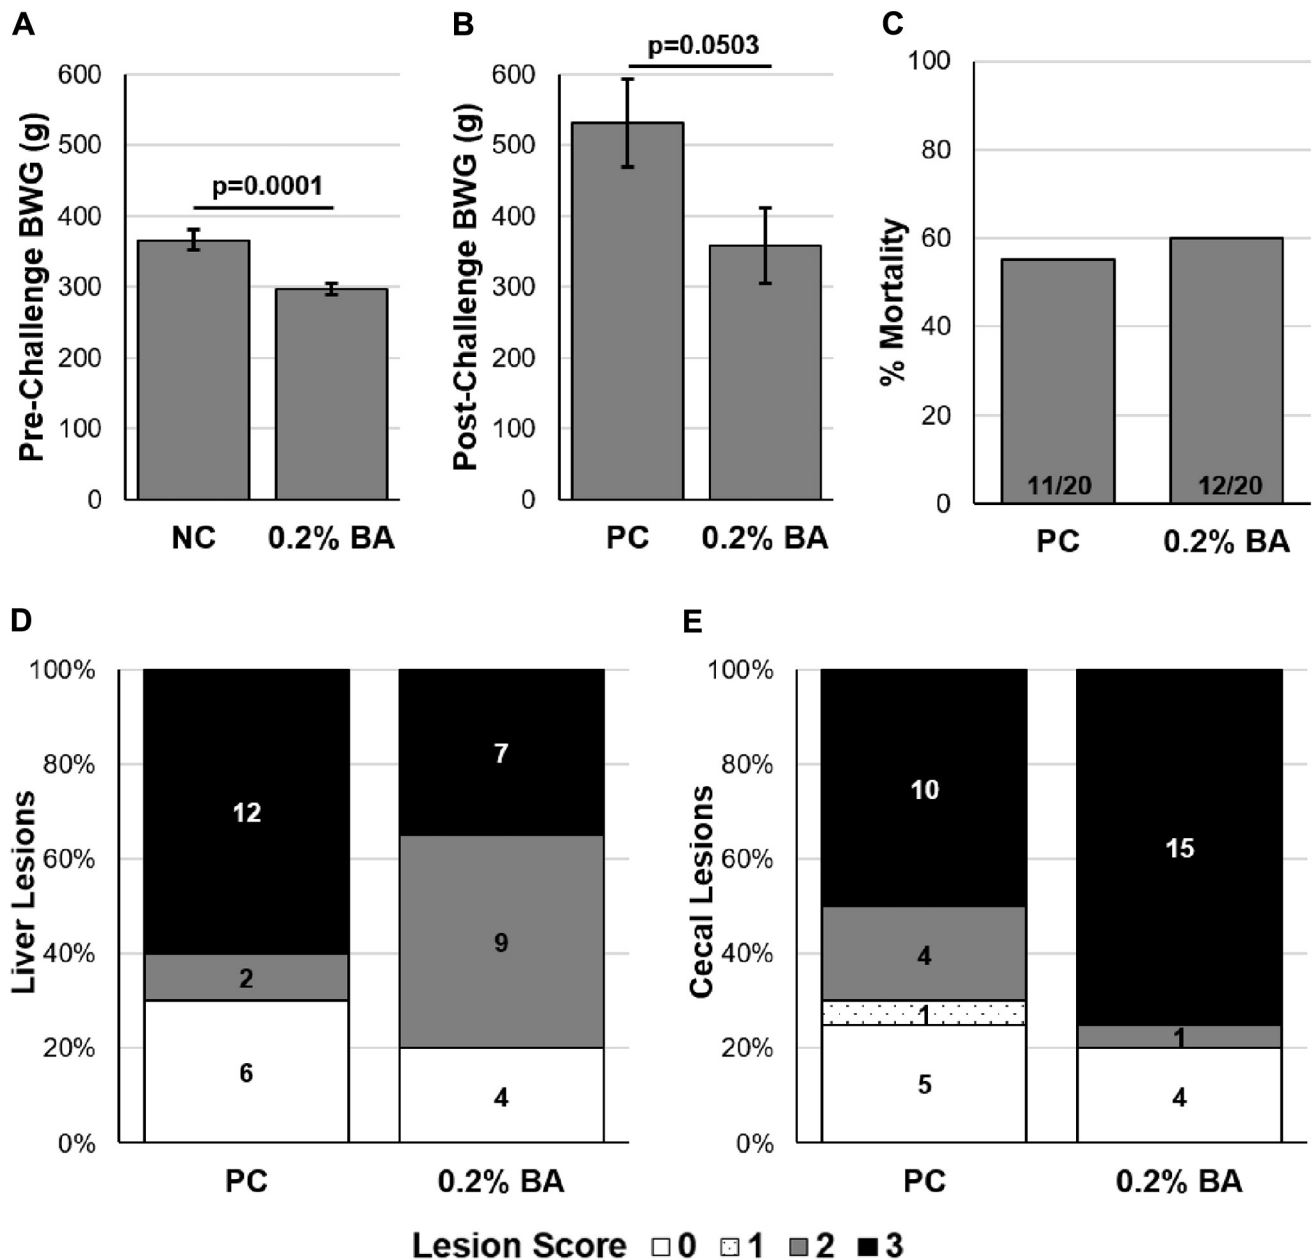 A
Pre-Challenge BWG (g)
600
500
400
300
200
100
0
p=0.0001
NC 0.2% BA
B
Post-Challenge BWG (g)
600
500
400
300
200
100
0
p=0.0503
PC 0.2% BA
C
% Mortality
100
80
60
40
20
0
11/20 12/20
PC 0.2% BA
D
Liver Lesions
100%
80%
60%
40%
20%
0%
12
2
6
7
9
4
PC 0.2% BA
E
Cecal Lesions
100%
80%
60%
40%
20%
0%
10
4
1
5
15
1
4
PC 0.2% BA
Lesion Score 0 1 2 3